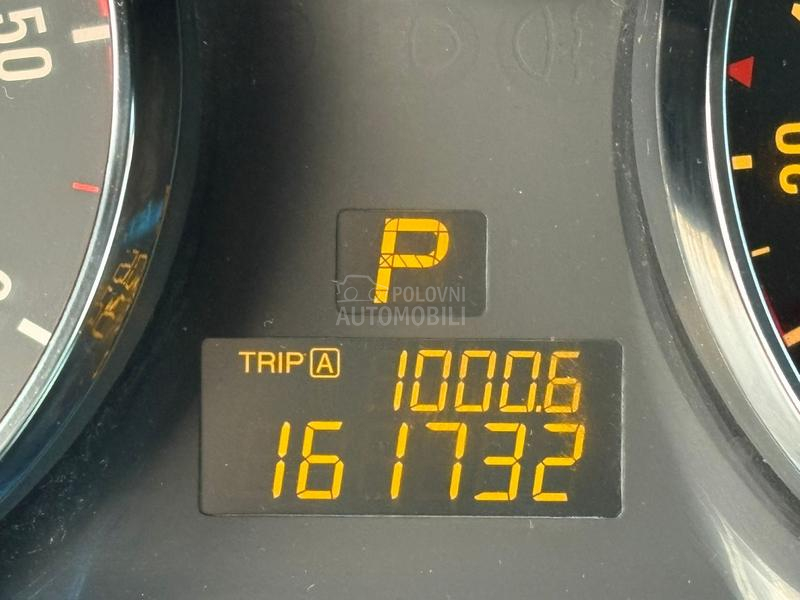 50
P
POLOVNI
AUTOMOBILI
TRIP A 1000.6
161732